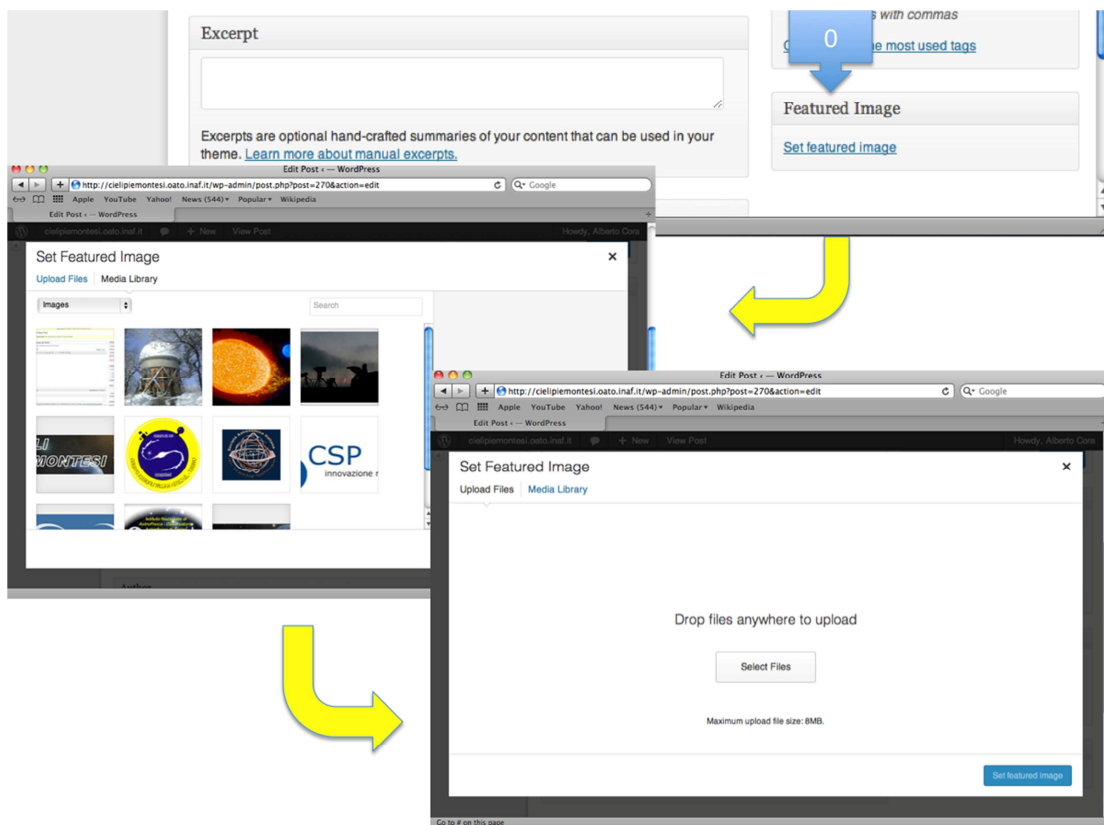 Excerpt
s with commas
0
e most used tags
Featured Image
Excerpts are optional hand-crafted summaries of your content that can be used in your
theme. Learn more about manual excerpts.
Set featured image
Edit Post ‹ — WordPress
http://cielipiemontesi.oato.inaf.it/wp-admin/post.php?post=270&action=edit
Google
Apple YouTube Yahoo! News (544) Popular Wikipedia
Edit Post ‹ — WordPress
cielipiemontesi.oato.inaf.it + New View Post Howdy, Alberto Cora
Set Featured Image
Upload Files Media Library
Images
Search
LI
MONTESI
CSP
innovazione
Author
Edit Post ‹ — WordPress
http://cielipiemontesi.oato.inaf.it/wp-admin/post.php?post=270&action=edit
Google
Apple YouTube Yahoo! News (544) Popular Wikipedia
Edit Post ‹ — WordPress
cielipiemontesi.oato.inaf.it + New View Post Howdy, Alberto Cora
Set Featured Image
Upload Files Media Library
Drop files anywhere to upload
Select Files
Maximum upload file size: 8MB.
Set featured image
Go to # on this page